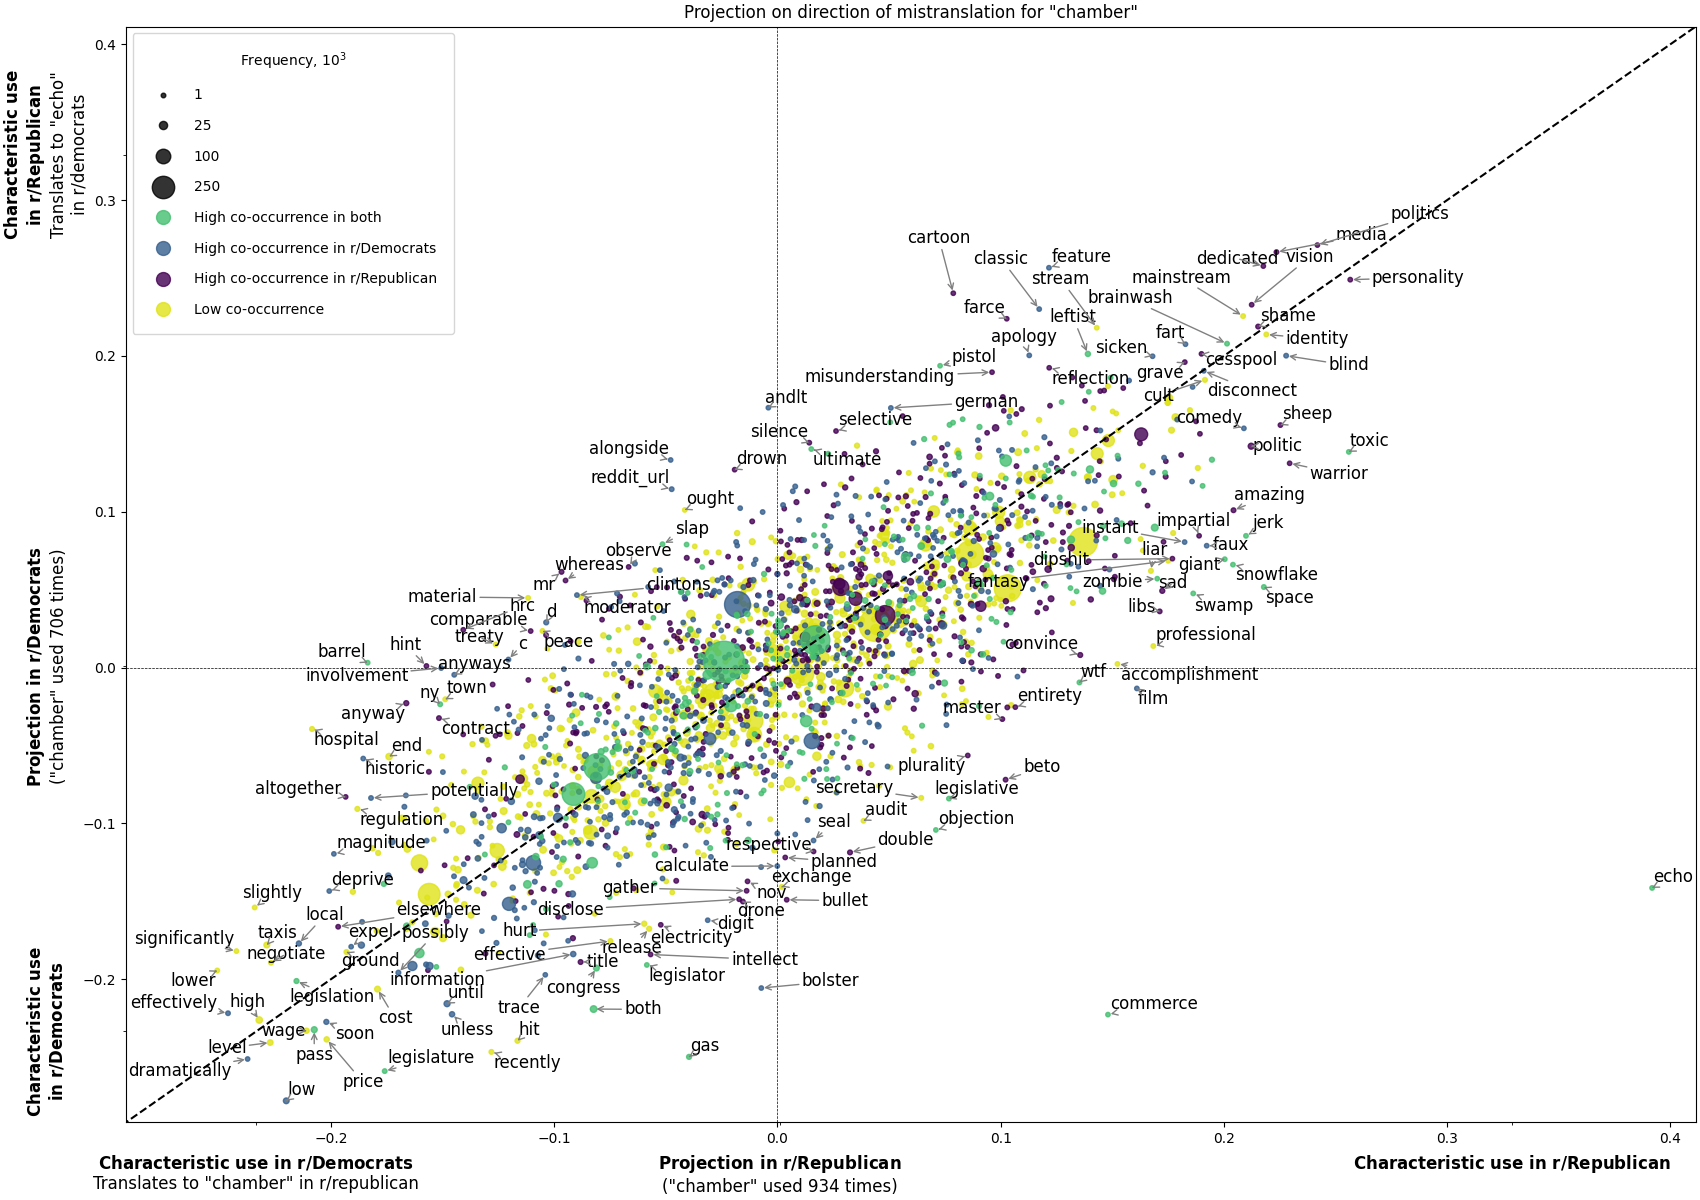 Projection on direction of mistranslation for "chamber"
Frequency, 10³
1
25
100
250
High co-occurrence in both
High co-occurrence in r/Democrats
High co-occurrence in r/Republican
Low co-occurrence
Characteristic use
in r/Republican
Translates to "echo"
in r/democrats
Projection in r/Democrats
("chamber" used 706 times)
Characteristic use
in r/Democrats
0.4
0.3
0.2
0.1
0.0
−0.1
−0.2
politics
media
cartoon
classic
feature
dedicated
vision
stream
mainstream
personality
brainwash
farce
leftist
shame
apology
fart
identity
sicken
pistol
cesspool
blind
misunderstanding
reflection
grave
disconnect
andlt
german
cult
selective
comedy
sheep
silence
alongside
drown
ultimate
politic
toxic
warrior
reddit_url
ought
amazing
slap
instant
impartial
jerk
observe
liar
faux
whereas
dipshit
giant
snowflake
mr
clintons
fantasy
zombie
sad
space
material
hrc
moderator
libs
swamp
comparable
d
treaty
c
peace
professional
barrel
hint
convince
anyways
involvement
wtf
accomplishment
ny
town
entirety
film
anyway
master
contract
hospital
end
historic
plurality
beto
altogether
potentially
secretary
legislative
regulation
audit
objection
seal
magnitude
respective
double
calculate
planned
deprive
exchange
echo
slightly
gather
nov
local
elsewhere
disclose
drone
bullet
taxis
expel
possibly
hurt
digit
significantly
electricity
negotiate
ground
effective
release
title
intellect
lower
information
legislator
bolster
effectively
high
legislation
until
congress
cost
trace
both
commerce
wage
soon
unless
hit
level
pass
gas
dramatically
legislature
recently
price
low
−0.2
−0.1
0.0
0.1
0.2
0.3
0.4
Characteristic use in r/Democrats
Translates to "chamber" in r/republican
Projection in r/Republican
("chamber" used 934 times)
Characteristic use in r/Republican